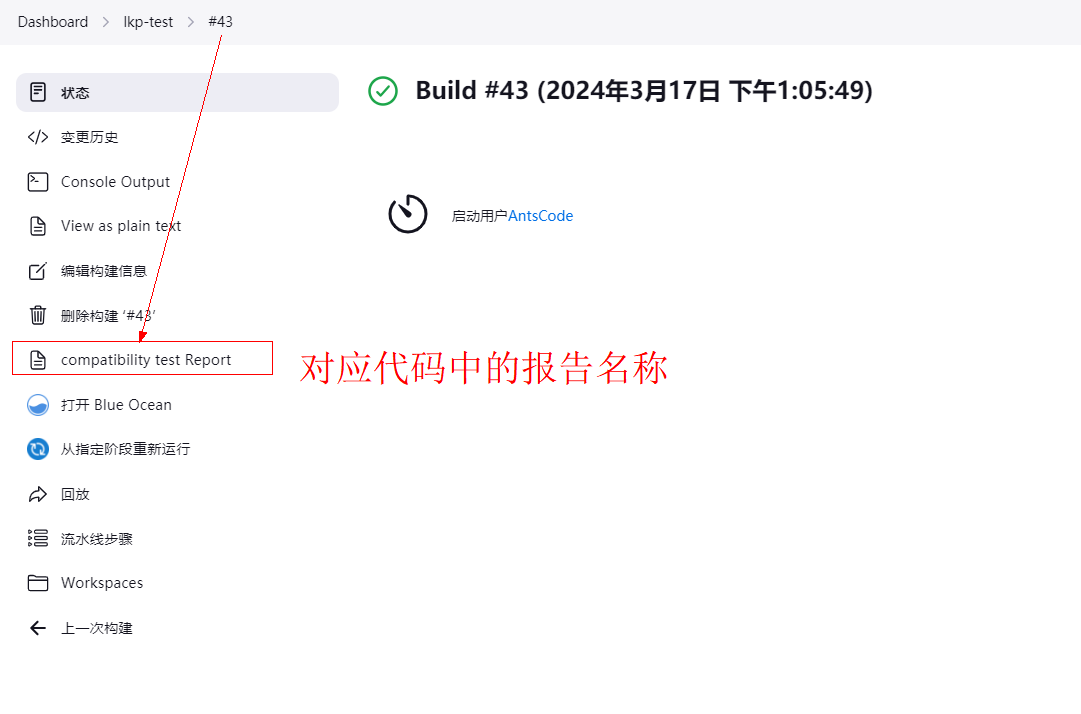 Dashboard > lkp-test > #43
状态
Build #43 (2024年3月17日 下午1:05:49)
变更历史
Console Output
View as plain text
启动用户AntsCode
编辑构建信息
删除构建 ‘#43’
compatibility test Report
对应代码中的报告名称
打开 Blue Ocean
从指定阶段重新运行
回放
流水线步骤
Workspaces
上一次构建